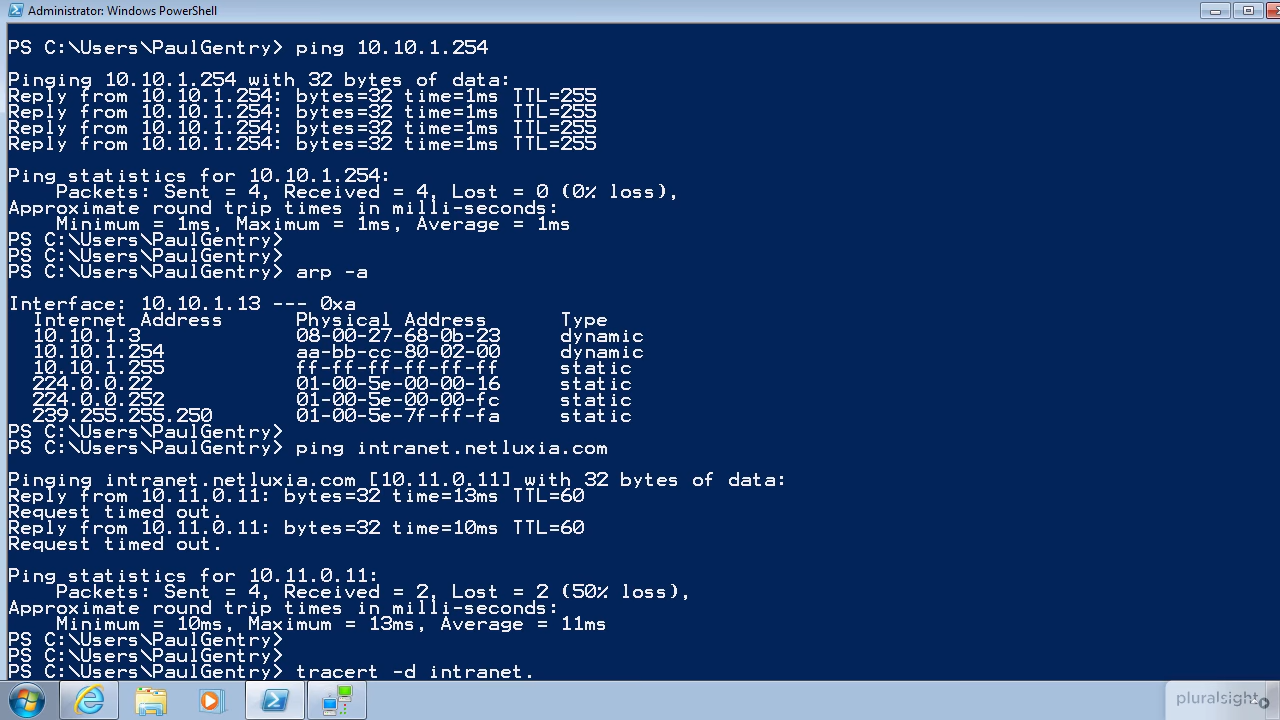 Administrator: Windows PowerShell
PS C:\Users\PaulGentry> ping 10.10.1.254
Pinging 10.10.1.254 with 32 bytes of data:
Reply from 10.10.1.254: bytes=32 time=1ms TTL=255
Reply from 10.10.1.254: bytes=32 time=1ms TTL=255
Reply from 10.10.1.254: bytes=32 time=1ms TTL=255
Reply from 10.10.1.254: bytes=32 time=1ms TTL=255
Ping statistics for 10.10.1.254:
    Packets: Sent = 4, Received = 4, Lost = 0 (0% loss),
Approximate round trip times in milli-seconds:
    Minimum = 1ms, Maximum = 1ms, Average = 1ms
PS C:\Users\PaulGentry>
PS C:\Users\PaulGentry>
PS C:\Users\PaulGentry> arp -a
Interface: 10.10.1.13 --- 0xa
  Internet Address      Physical Address      Type
  10.10.1.3             08-00-27-68-0b-23     dynamic
  10.10.1.254           aa-bb-cc-80-02-00     dynamic
  10.10.1.255           ff-ff-ff-ff-ff-ff     static
  224.0.0.22            01-00-5e-00-00-16     static
  224.0.0.252           01-00-5e-00-00-fc     static
  239.255.255.250       01-00-5e-7f-ff-fa     static
PS C:\Users\PaulGentry>
PS C:\Users\PaulGentry> ping intranet.netluxia.com
Pinging intranet.netluxia.com [10.11.0.11] with 32 bytes of data:
Reply from 10.11.0.11: bytes=32 time=13ms TTL=60
Request timed out.
Reply from 10.11.0.11: bytes=32 time=10ms TTL=60
Request timed out.
Ping statistics for 10.11.0.11:
    Packets: Sent = 4, Received = 2, Lost = 2 (50% loss),
Approximate round trip times in milli-seconds:
    Minimum = 10ms, Maximum = 13ms, Average = 11ms
PS C:\Users\PaulGentry>
PS C:\Users\PaulGentry>
PS C:\Users\PaulGentry> tracert -d intranet.
pluralsight